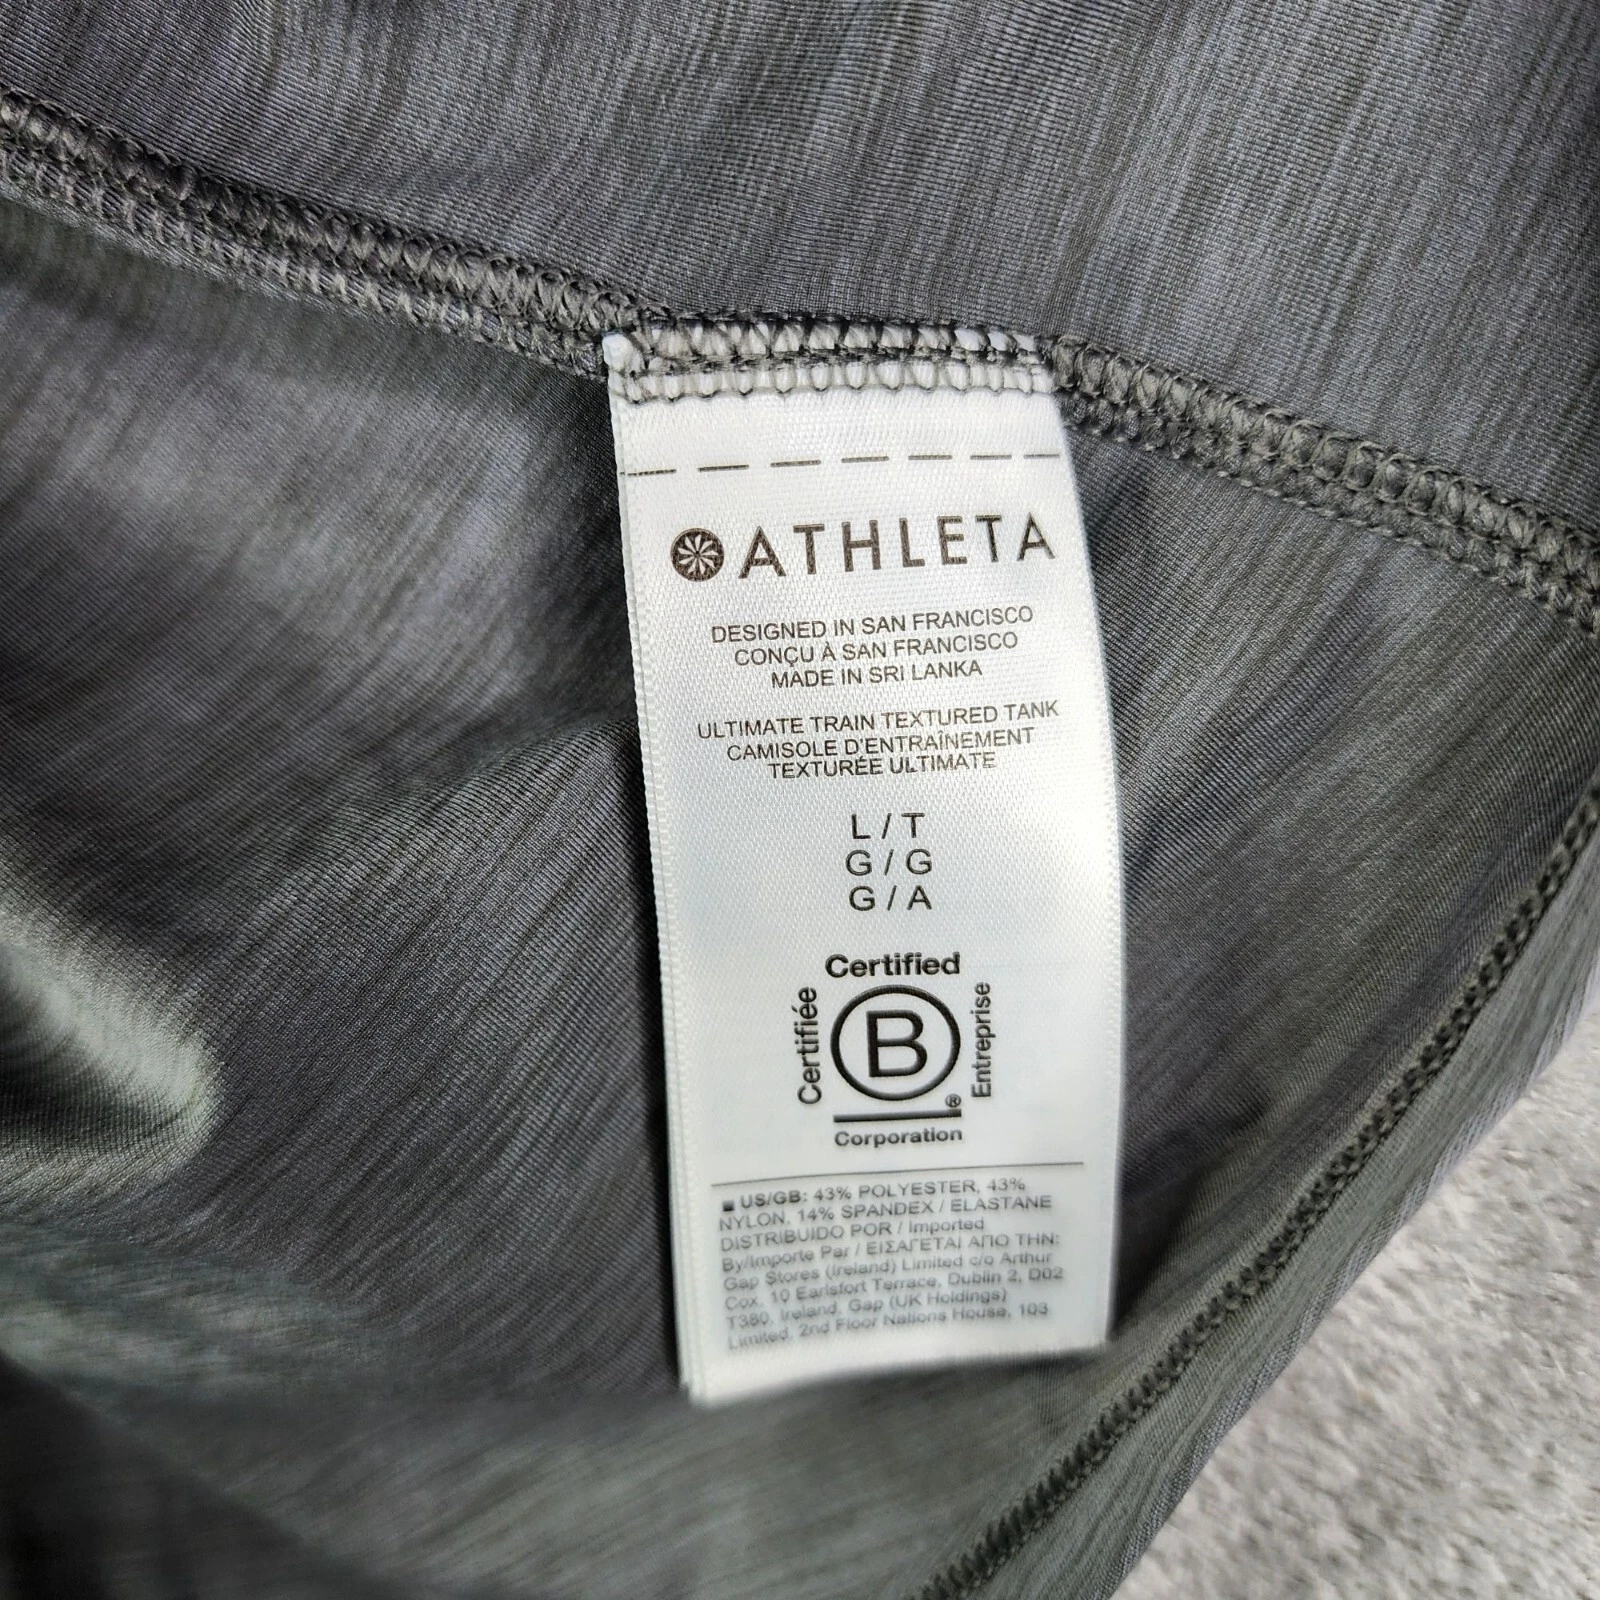 ATHLETA
DESIGNED IN SAN FRANCISCO
CONÇU À SAN FRANCISCO
MADE IN SRI LANKA
ULTIMATE TRAIN TEXTURED TANK
CAMISOLE D'ENTRAÎNEMENT
TEXTURÉE ULTIMATE
L / T
G / G
G / A
Certified
Certifiée
B
Entreprise
®
Corporation
US/GB: 43% POLYESTER, 43%
NYLON, 14% SPANDEX / ELASTANE
DISTRIBUIDO POR / Imported
By/Importe Par / ΕΙΣΑΓΕΤΑΙ ΑΠΟ ΤΗΝ:
Gap Stores (Ireland) Limited c/o Arthur
Cox, 10 Earlsfort Terrace, Dublin 2, D02
T380, Ireland, Gap (UK Holdings)
Limited, 2nd Floor Nations House, 103